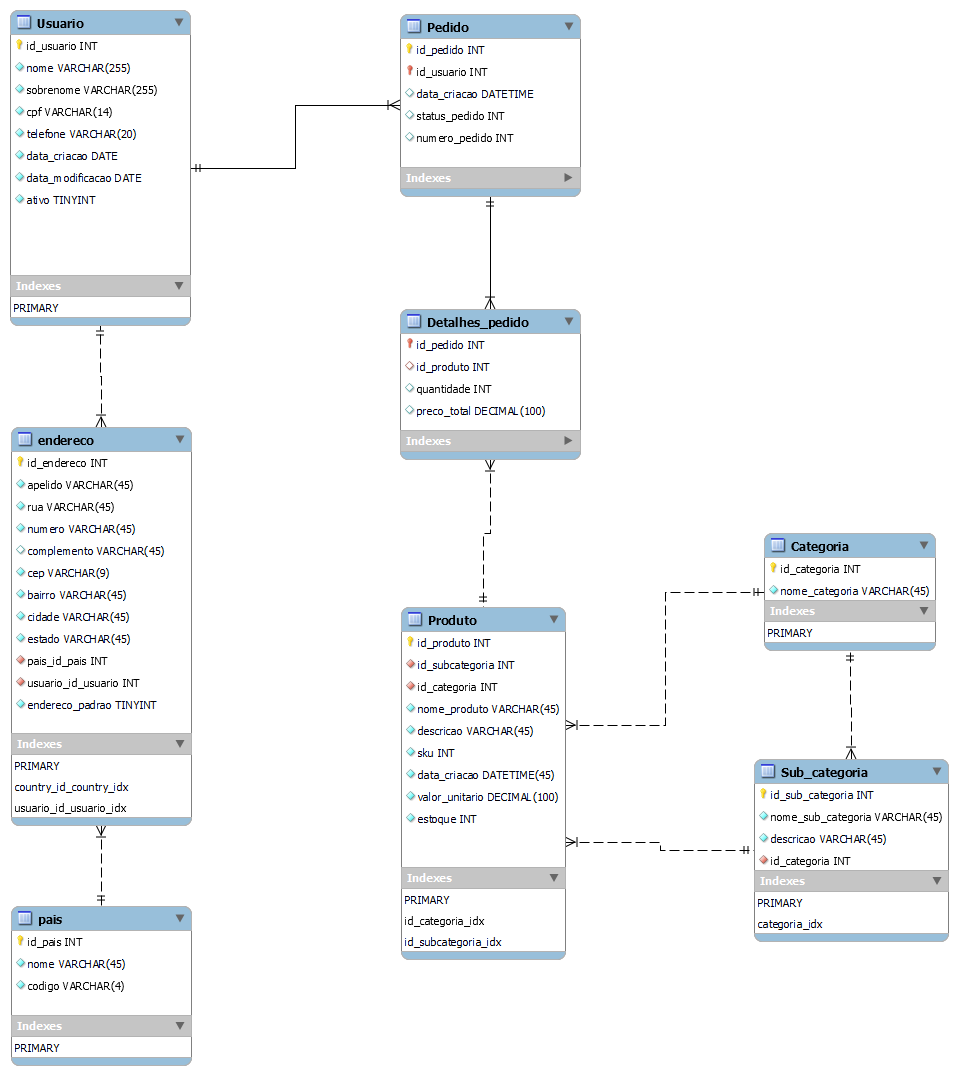 Usuario
id_usuario INT
nome VARCHAR(255)
sobrenome VARCHAR(255)
cpf VARCHAR(14)
telefone VARCHAR(20)
data_criacao DATE
data_modificacao DATE
ativo TINYINT
Indexes
PRIMARY
Pedido
id_pedido INT
id_usuario INT
data_criacao DATETIME
status_pedido INT
numero_pedido INT
Indexes
Detalhes_pedido
id_pedido INT
id_produto INT
quantidade INT
preco_total DECIMAL(100)
Indexes
endereco
id_endereco INT
apelido VARCHAR(45)
rua VARCHAR(45)
numero VARCHAR(45)
complemento VARCHAR(45)
cep VARCHAR(9)
bairro VARCHAR(45)
cidade VARCHAR(45)
estado VARCHAR(45)
pais_id_pais INT
usuario_id_usuario INT
endereco_padrao TINYINT
Indexes
PRIMARY
country_id_country_idx
usuario_id_usuario_idx
Produto
id_produto INT
id_subcategoria INT
id_categoria INT
nome_produto VARCHAR(45)
descricao VARCHAR(45)
sku INT
data_criacao DATETIME(45)
valor_unitario DECIMAL(100)
estoque INT
Indexes
PRIMARY
id_categoria_idx
id_subcategoria_idx
Categoria
id_categoria INT
nome_categoria VARCHAR(45)
Indexes
PRIMARY
Sub_categoria
id_sub_categoria INT
nome_sub_categoria VARCHAR(45)
descricao VARCHAR(45)
id_categoria INT
Indexes
PRIMARY
categoria_idx
pais
id_pais INT
nome VARCHAR(45)
codigo VARCHAR(4)
Indexes
PRIMARY